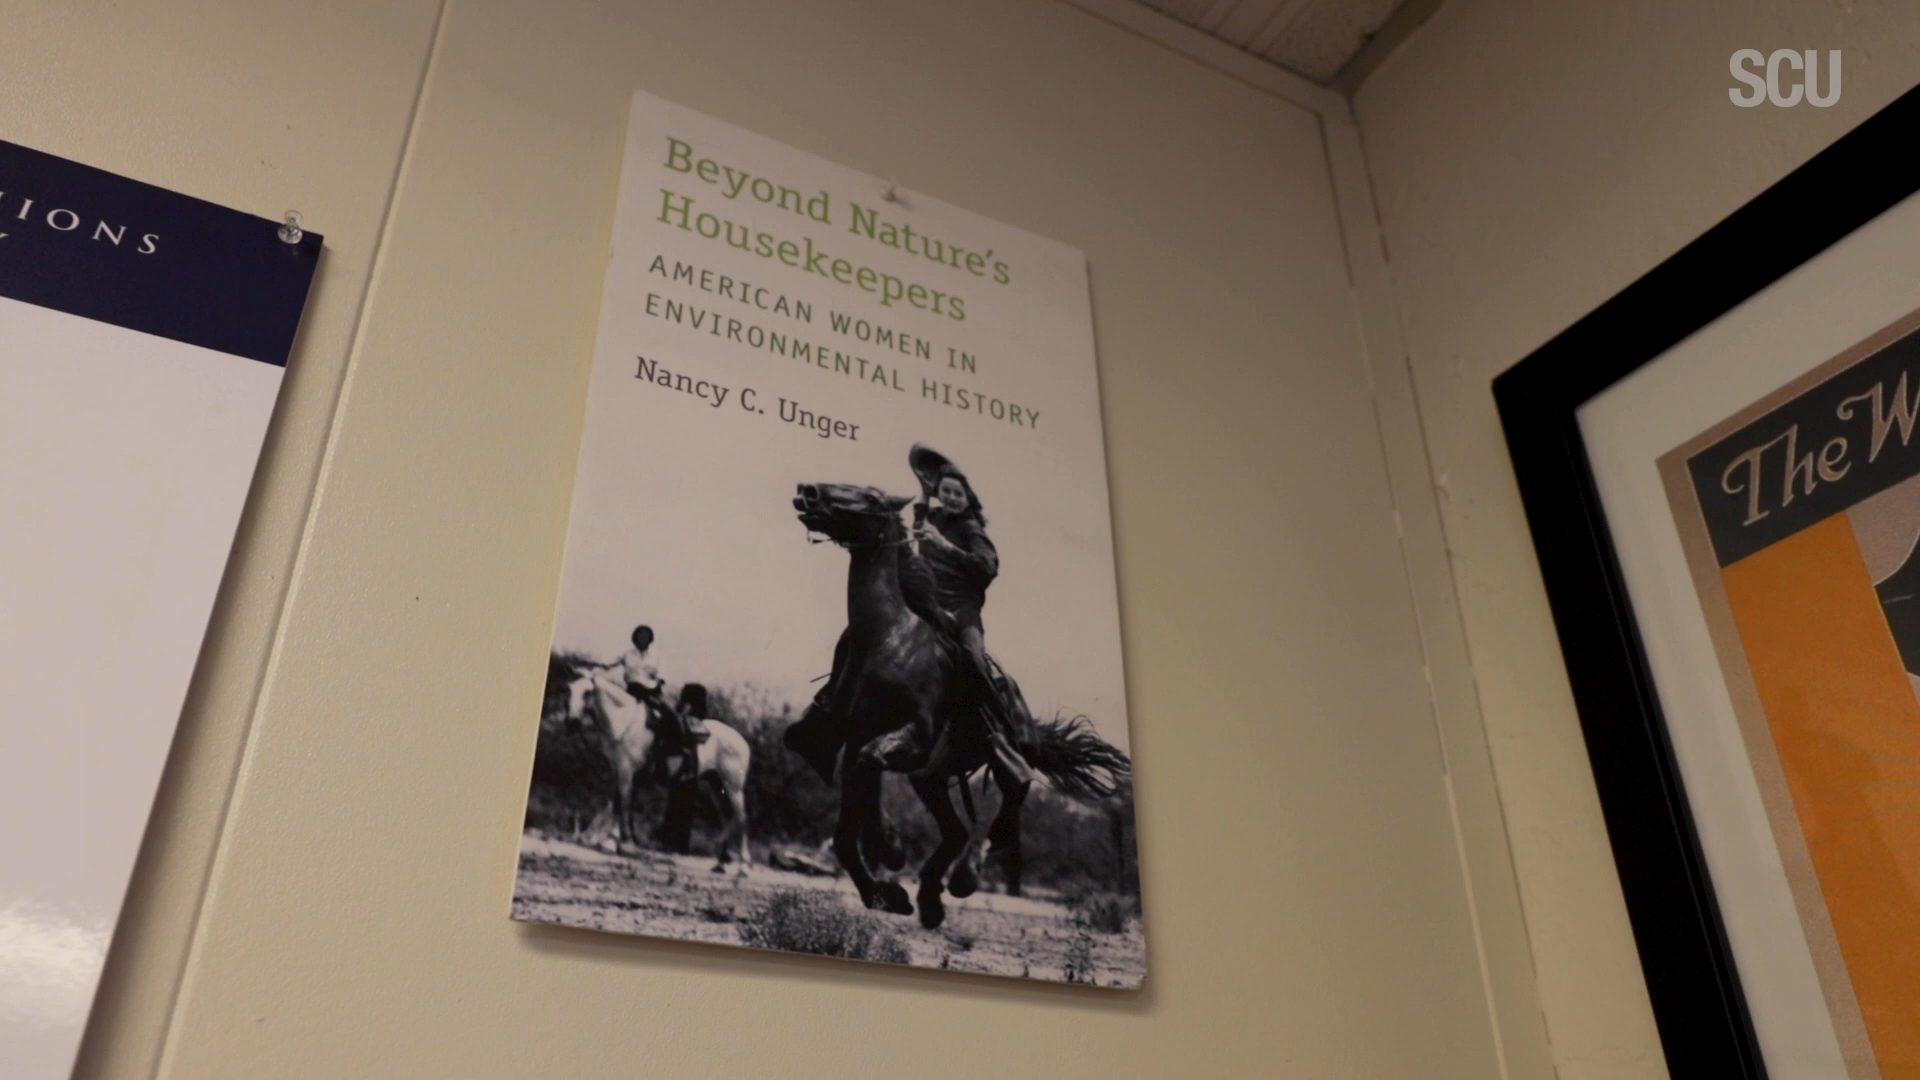 SCU
IONS
Beyond Nature's
Housekeepers
AMERICAN WOMEN IN
ENVIRONMENTAL HISTORY
Nancy C. Unger
The W